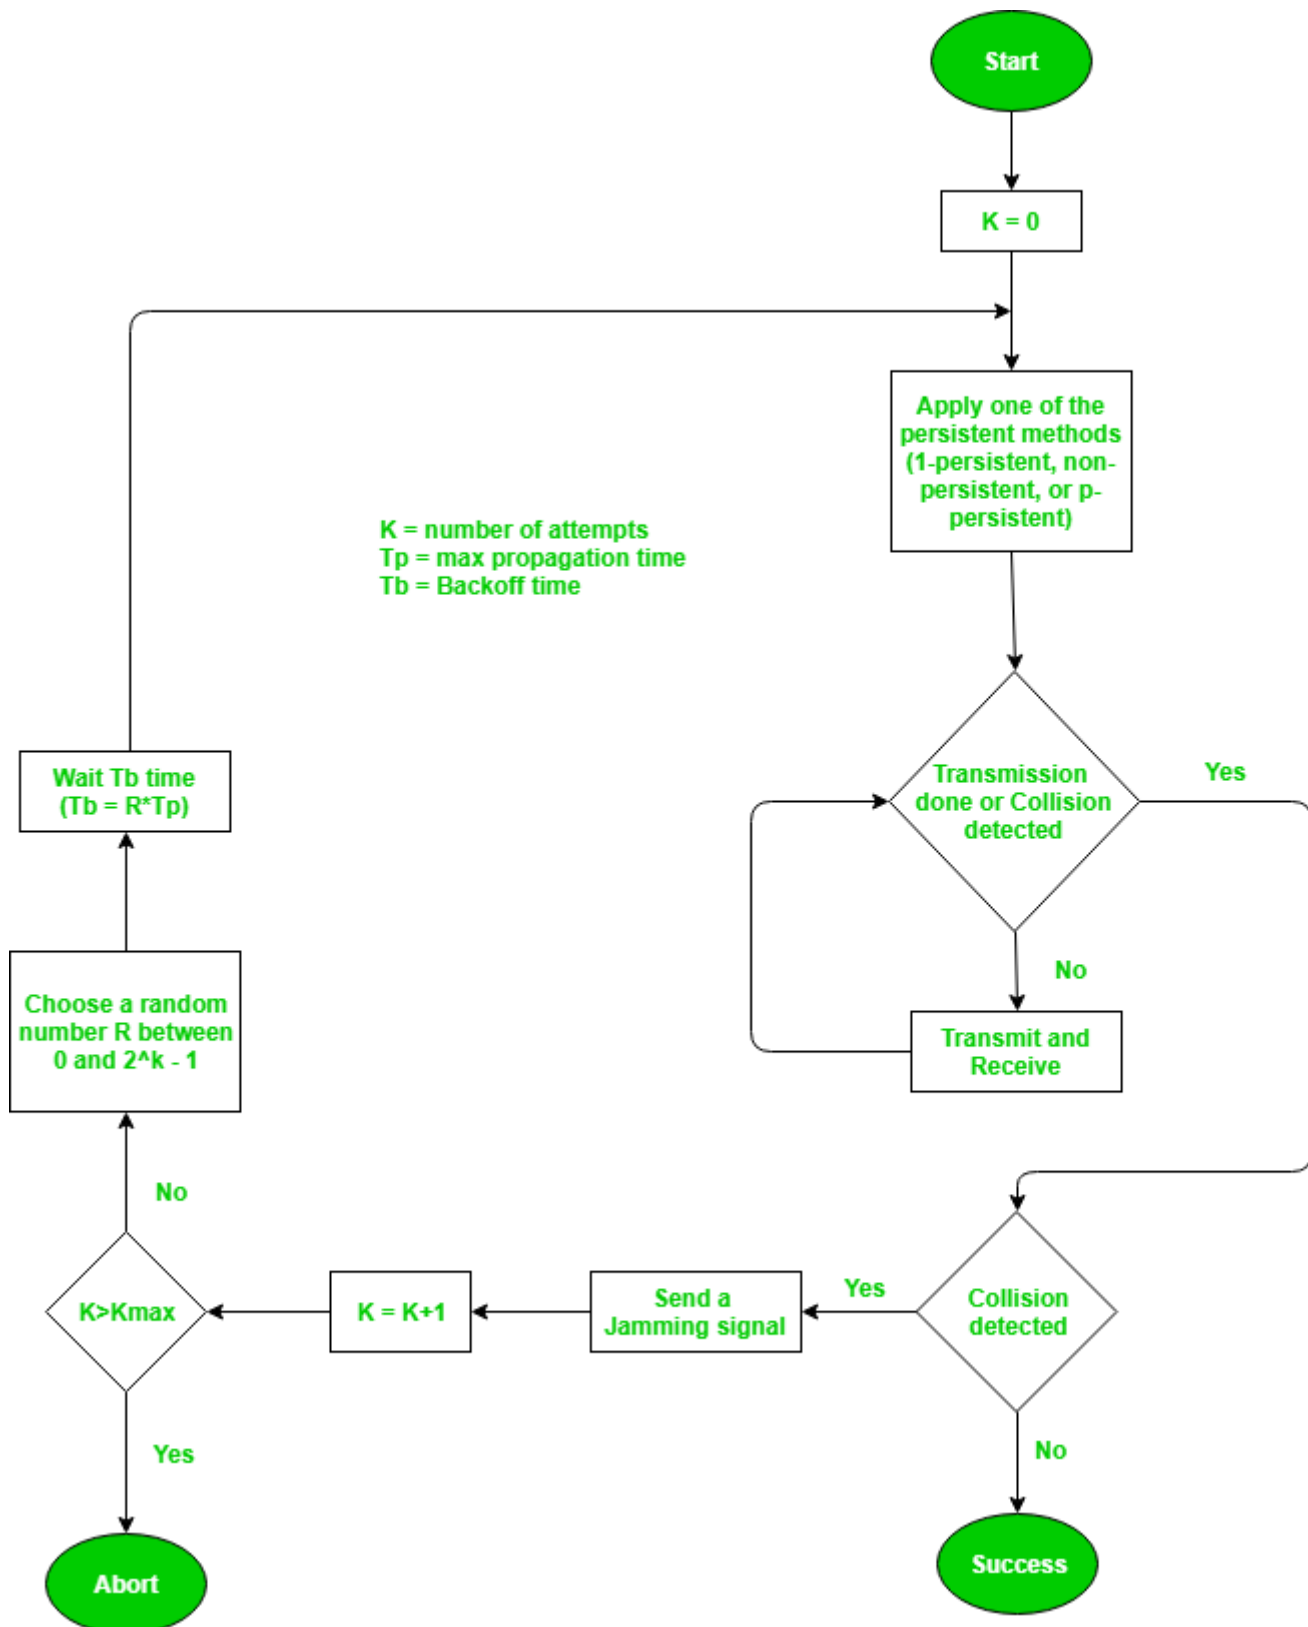 Start
K = 0
Apply one of the
persistent methods
(1-persistent, non-
persistent, or p-
persistent)
K = number of attempts
Tp = max propagation time
Tb = Backoff time
Transmission
done or Collision
detected
Yes
No
Transmit and
Receive
Wait Tb time
(Tb = R*Tp)
Choose a random
number R between
0 and 2^k - 1
No
K>Kmax
Yes
Abort
K = K+1
Send a
Jamming signal
Yes
Collision
detected
No
Success